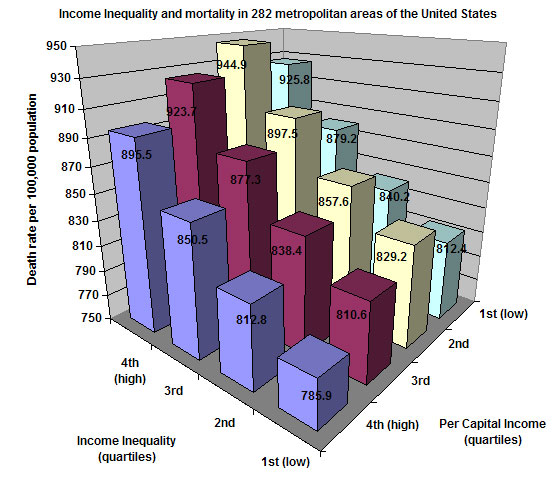 Income Inequality and mortality in 282 metropolitan areas of the United States
Death rate per 100,000 population
950
930
910
890
870
850
830
810
790
770
750
944.9
925.8
923.7
895.5
897.5
879.2
877.3
850.5
857.6
840.2
838.4
812.8
829.2
812.4
810.6
785.9
4th
(high)
3rd
2nd
1st (low)
Income Inequality
(quartiles)
4th (high)
3rd
2nd
1st (low)
Per Capital Income
(quartiles)